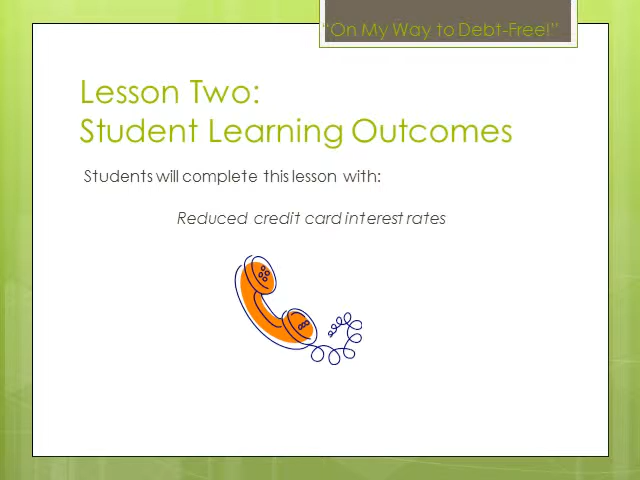 “On My Way to Debt-Free!”
Lesson Two:
Student Learning Outcomes
Students will complete this lesson with:
Reduced credit card interest rates